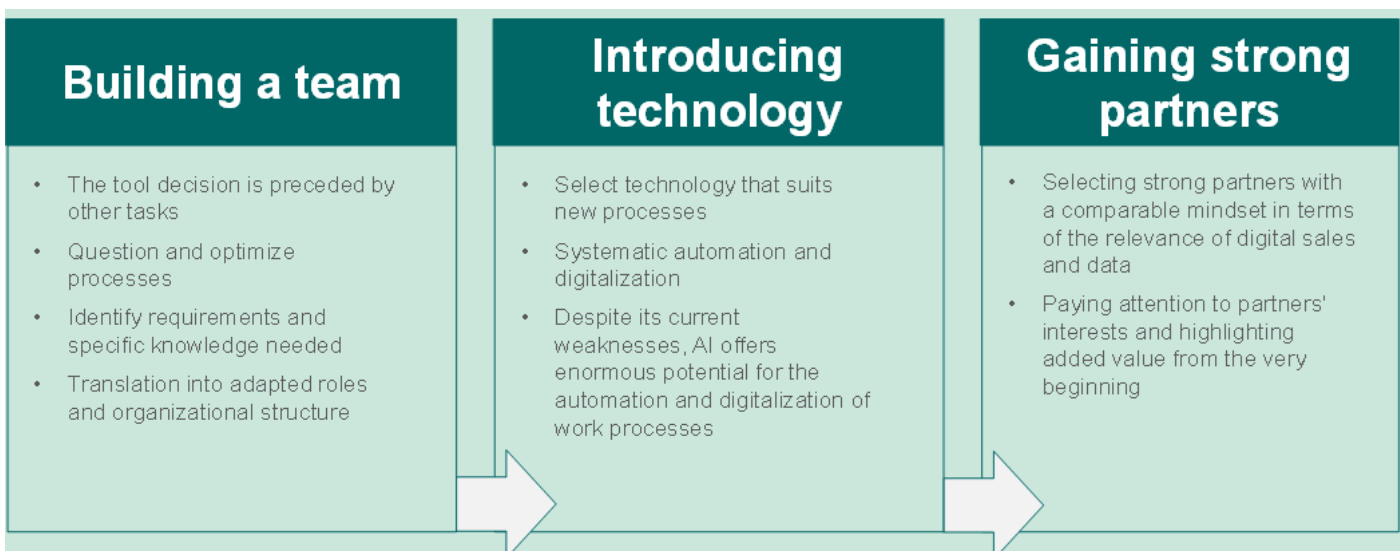 Building a team
• The tool decision is preceded by
other tasks
• Question and optimize
processes
• Identify requirements and
specific knowledge needed
• Translation into adapted roles
and organizational structure
Introducing
technology
• Select technology that suits
new processes
• Systematic automation and
digitalization
• Despite its current
weaknesses, AI offers
enormous potential for the
automation and digitalization of
work processes
Gaining strong
partners
• Selecting strong partners with
a comparable mindset in terms
of the relevance of digital sales
and data
• Paying attention to partners'
interests and highlighting
added value from the very
beginning